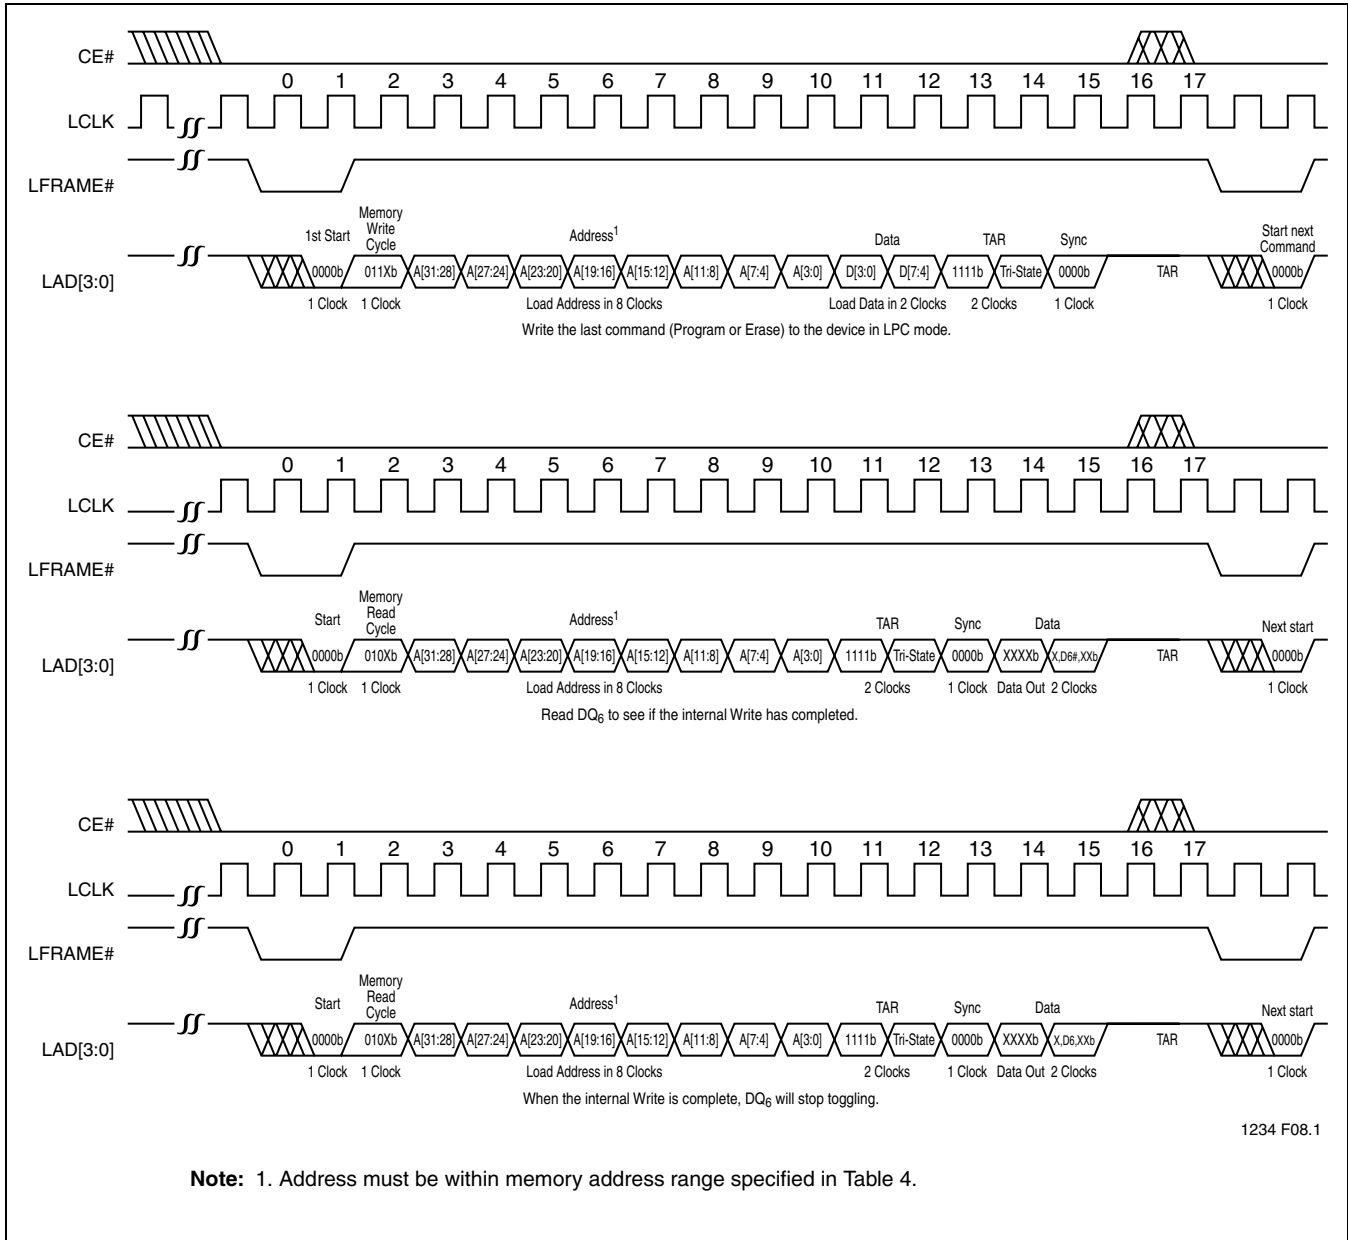 CE#
0 1 2 3 4 5 6 7 8 9 10 11 12 13 14 15 16 17
LCLK
LFRAME#
1st Start Memory Write Cycle Address1 Data TAR Sync Start next Command
LAD[3:0] 0000b 011Xb A[31:28] A[27:24] A[23:20] A[19:16] A[15:12] A[11:8] A[7:4] A[3:0] D[3:0] D[7:4] 1111b Tri-State 0000b TAR 0000b
1 Clock 1 Clock Load Address in 8 Clocks Load Data in 2 Clocks 2 Clocks 1 Clock 1 Clock
Write the last command (Program or Erase) to the device in LPC mode.
CE#
0 1 2 3 4 5 6 7 8 9 10 11 12 13 14 15 16 17
LCLK
LFRAME#
Start Memory Read Cycle Address1 TAR Sync Data Next start
LAD[3:0] 0000b 010Xb A[31:28] A[27:24] A[23:20] A[19:16] A[15:12] A[11:8] A[7:4] A[3:0] 1111b Tri-State 0000b XXXXb X,D6#,XXb TAR 0000b
1 Clock 1 Clock Load Address in 8 Clocks 2 Clocks 1 Clock Data Out 2 Clocks 1 Clock
Read DQ6 to see if the internal Write has completed.
CE#
0 1 2 3 4 5 6 7 8 9 10 11 12 13 14 15 16 17
LCLK
LFRAME#
Start Memory Read Cycle Address1 TAR Sync Data Next start
LAD[3:0] 0000b 010Xb A[31:28] A[27:24] A[23:20] A[19:16] A[15:12] A[11:8] A[7:4] A[3:0] 1111b Tri-State 0000b XXXXb X,D6,XXb TAR 0000b
1 Clock 1 Clock Load Address in 8 Clocks 2 Clocks 1 Clock Data Out 2 Clocks 1 Clock
When the internal Write is complete, DQ6 will stop toggling.
1234 F08.1
Note: 1. Address must be within memory address range specified in Table 4.